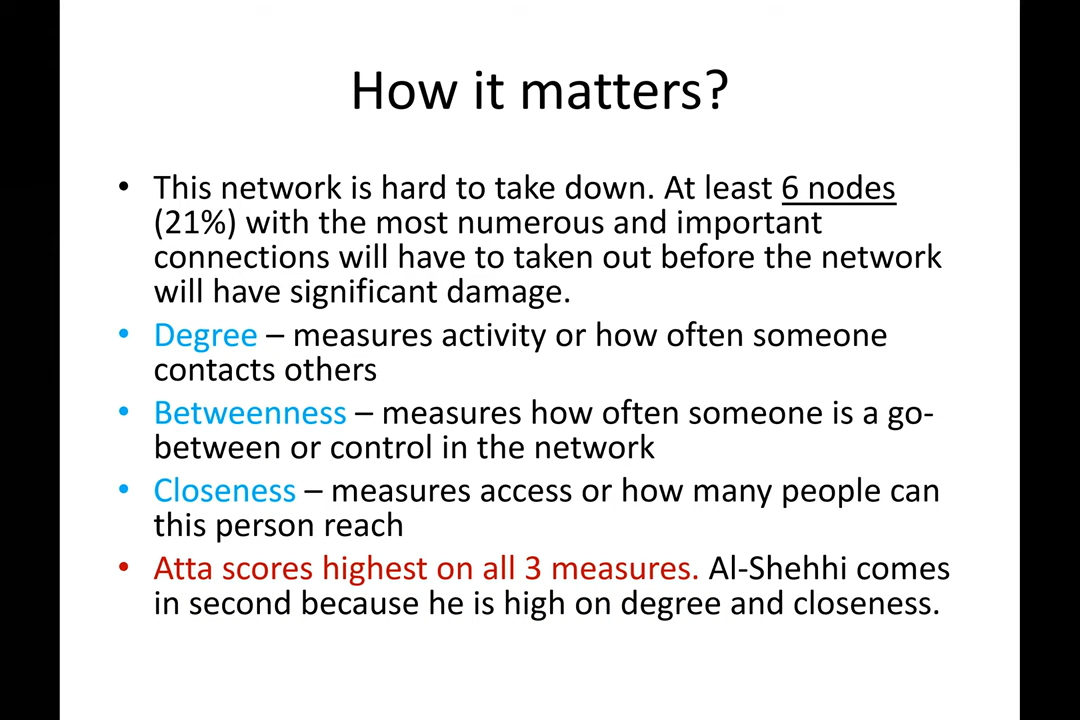 How it matters?
• This network is hard to take down. At least 6 nodes
(21%) with the most numerous and important
connections will have to taken out before the network
will have significant damage.
• Degree – measures activity or how often someone
contacts others
• Betweenness – measures how often someone is a go-
between or control in the network
• Closeness – measures access or how many people can
this person reach
• Atta scores highest on all 3 measures. Al-Shehhi comes
in second because he is high on degree and closeness.